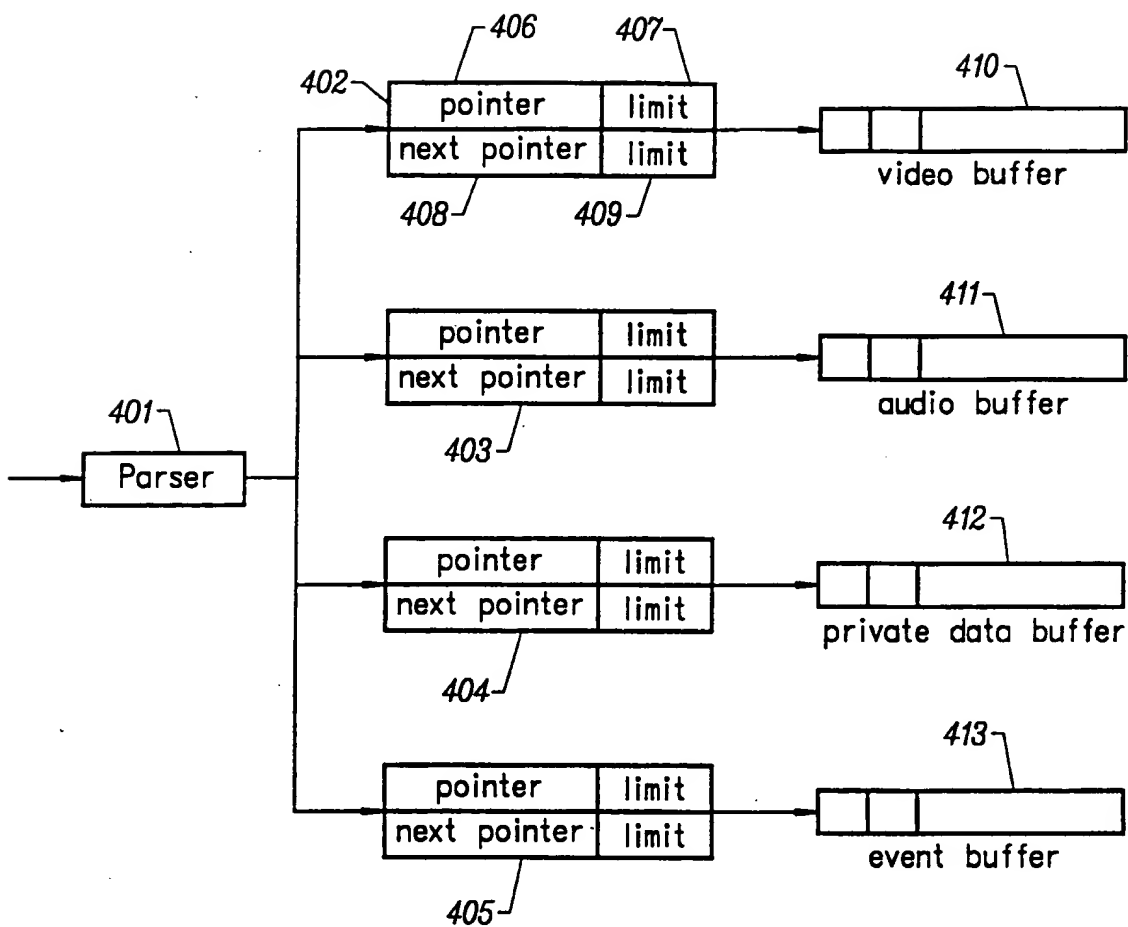 406
407
402
410
pointer
limit
next pointer
limit
video buffer
408
409
411
pointer
limit
next pointer
limit
audio buffer
401
403
Parser
412
pointer
limit
next pointer
limit
private data buffer
404
413
pointer
limit
next pointer
limit
event buffer
405